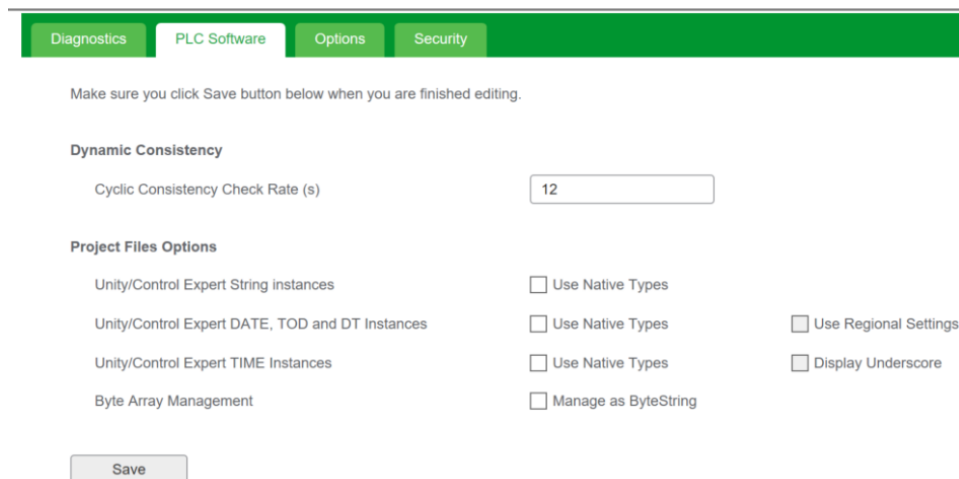 Diagnostics PLC Software Options Security
Make sure you click Save button below when you are finished editing.
Dynamic Consistency
Cyclic Consistency Check Rate (s) 12
Project Files Options
Unity/Control Expert String instances Use Native Types
Unity/Control Expert DATE, TOD and DT Instances Use Native Types Use Regional Settings
Unity/Control Expert TIME Instances Use Native Types Display Underscore
Byte Array Management Manage as ByteString
Save